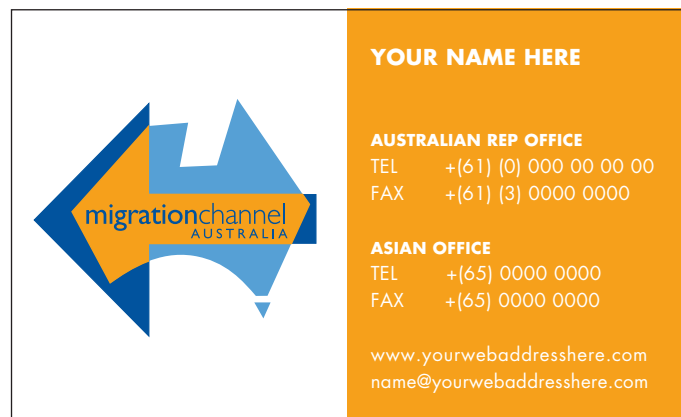 migrationchannel
AUSTRALIA
YOUR NAME HERE
AUSTRALIAN REP OFFICE
TEL +(61) (0) 000 00 00 00
FAX +(61) (3) 0000 0000
ASIAN OFFICE
TEL +(65) 0000 0000
FAX +(65) 0000 0000
www.yourwebaddresshere.com
name@yourwebaddresshere.com